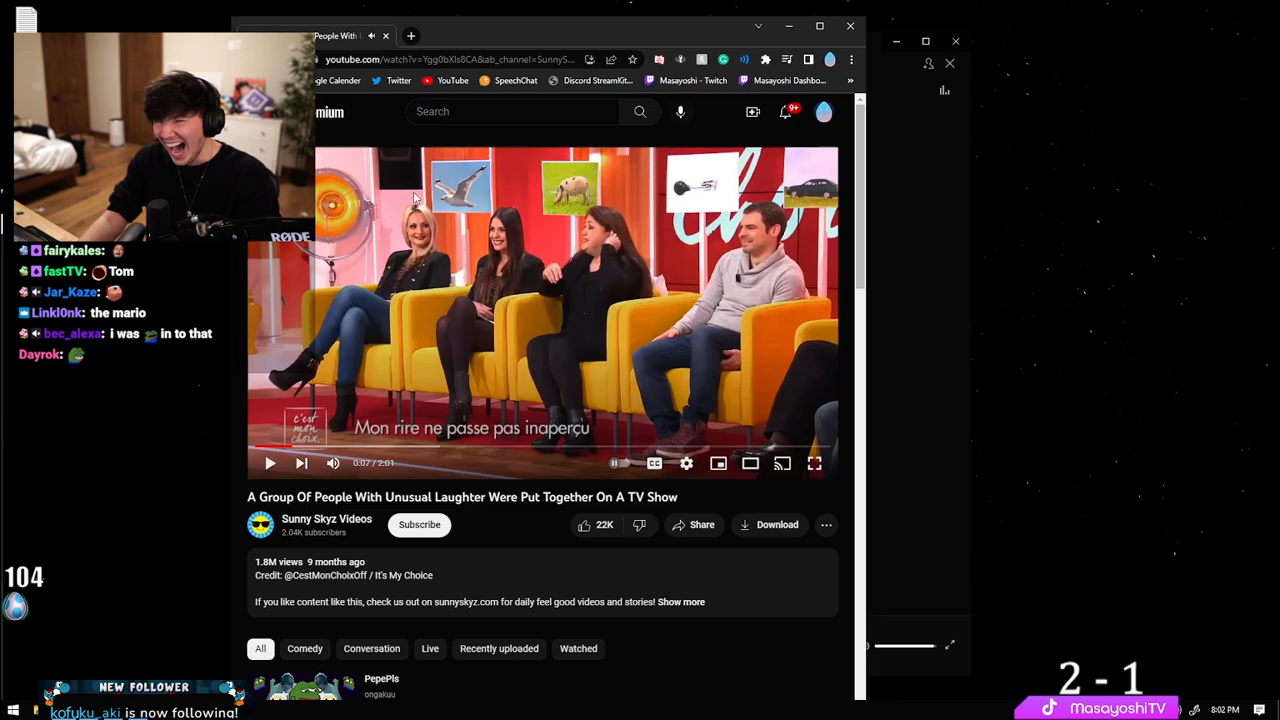 People With
youtube.com/watch?v=Ygg0bXls8CA&ab_channel=SunnyS...
ogle Calender Twitter YouTube SpeechChat Discord StreamKit... Masayoshi - Twitch Masayoshi Dashbo...
mium
Search
9+
RØDE
fairykales:
fastTV: Tom
Jar_Kaze:
Linkl0nk: the mario
bec_alexa: i was in to that
Dayrok:
c'est mon choix
Mon rire ne passe pas inaperçu
0:07 / 2:01
CC
A Group Of People With Unusual Laughter Were Put Together On A TV Show
Sunny Skyz Videos
2.04K subscribers
Subscribe
22K
Share
Download
1.8M views 9 months ago
Credit: @CestMonChoixOff / It's My Choice
If you like content like this, check us out on sunnyskyz.com for daily feel good videos and stories! Show more
All Comedy Conversation Live Recently uploaded Watched
PepePls
ongakuu
104
NEW FOLLOWER
kofuku_aki is now following!
2 - 1
MasayoshiTV
8:02 PM